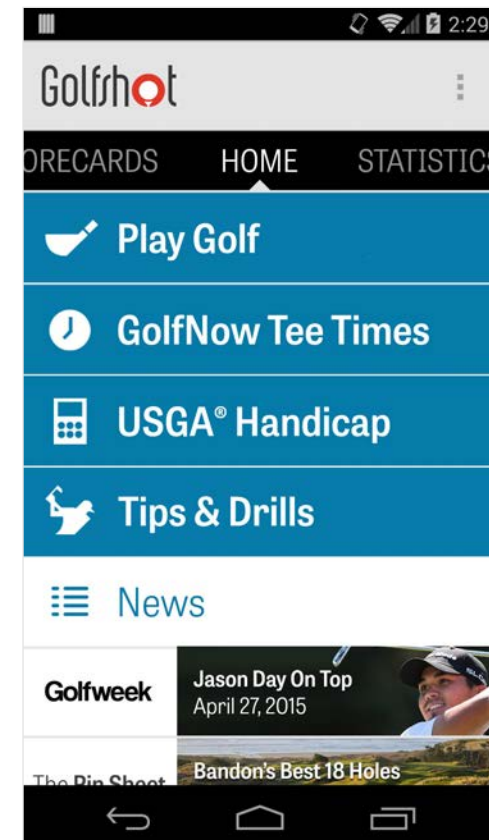 2:29
Golfshot
ORECARDS HOME STATISTICS
Play Golf
GolfNow Tee Times
USGA® Handicap
Tips & Drills
News
Golfweek
Jason Day On Top
April 27, 2015
The Pin Sheet
Bandon's Best 18 Holes